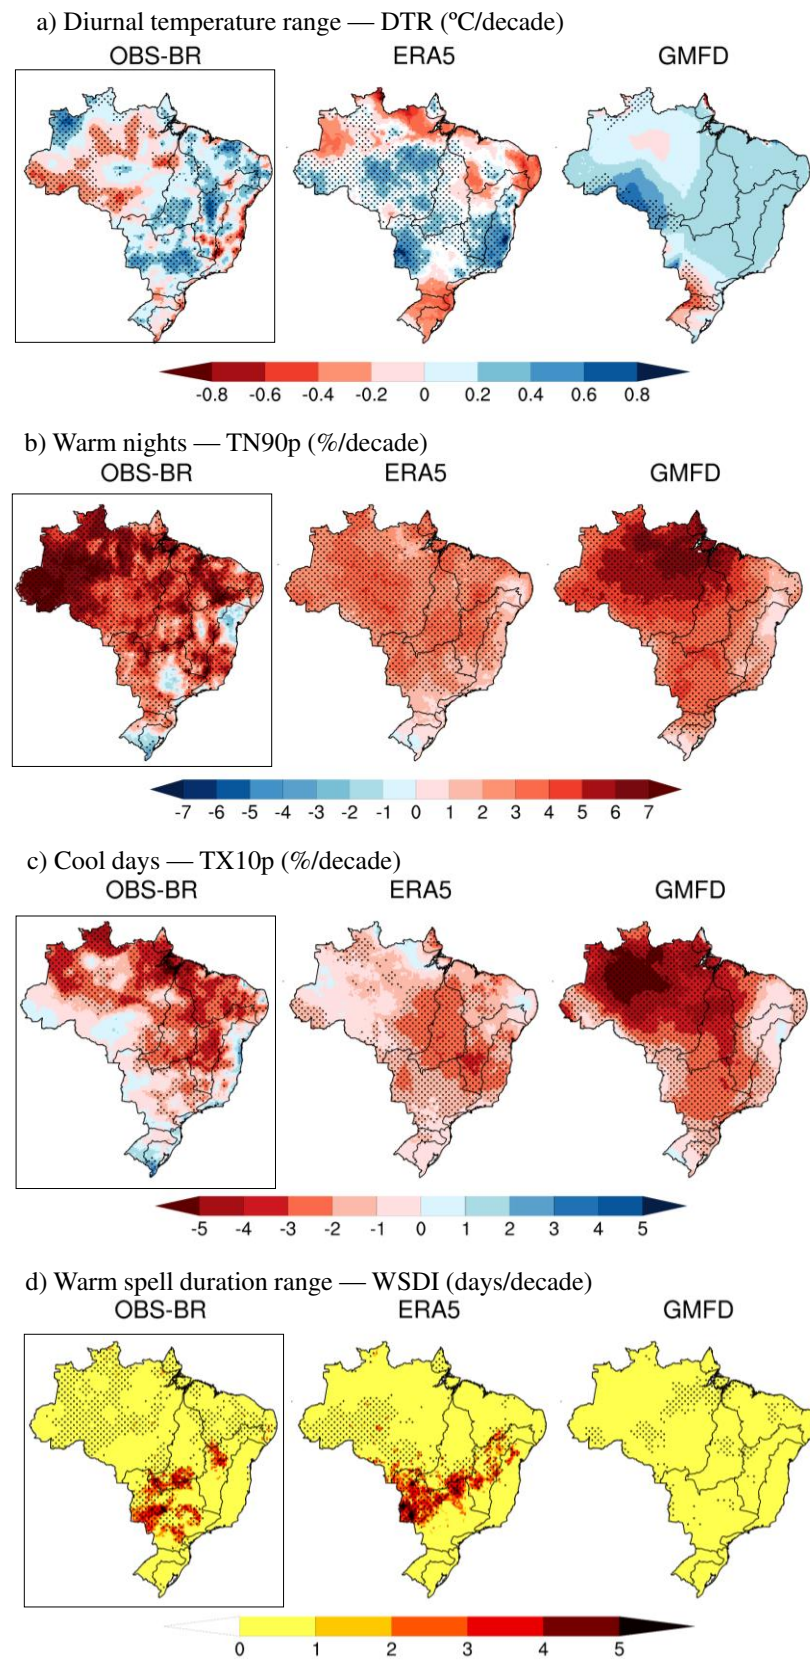 a) Diurnal temperature range — DTR (ºC/decade)
OBS-BR ERA5 GMFD
-0.8 -0.6 -0.4 -0.2 0 0.2 0.4 0.6 0.8
b) Warm nights — TN90p (%/decade)
OBS-BR ERA5 GMFD
-7 -6 -5 -4 -3 -2 -1 0 1 2 3 4 5 6 7
c) Cool days — TX10p (%/decade)
OBS-BR ERA5 GMFD
-5 -4 -3 -2 -1 0 1 2 3 4 5
d) Warm spell duration range — WSDI (days/decade)
OBS-BR ERA5 GMFD
0 1 2 3 4 5